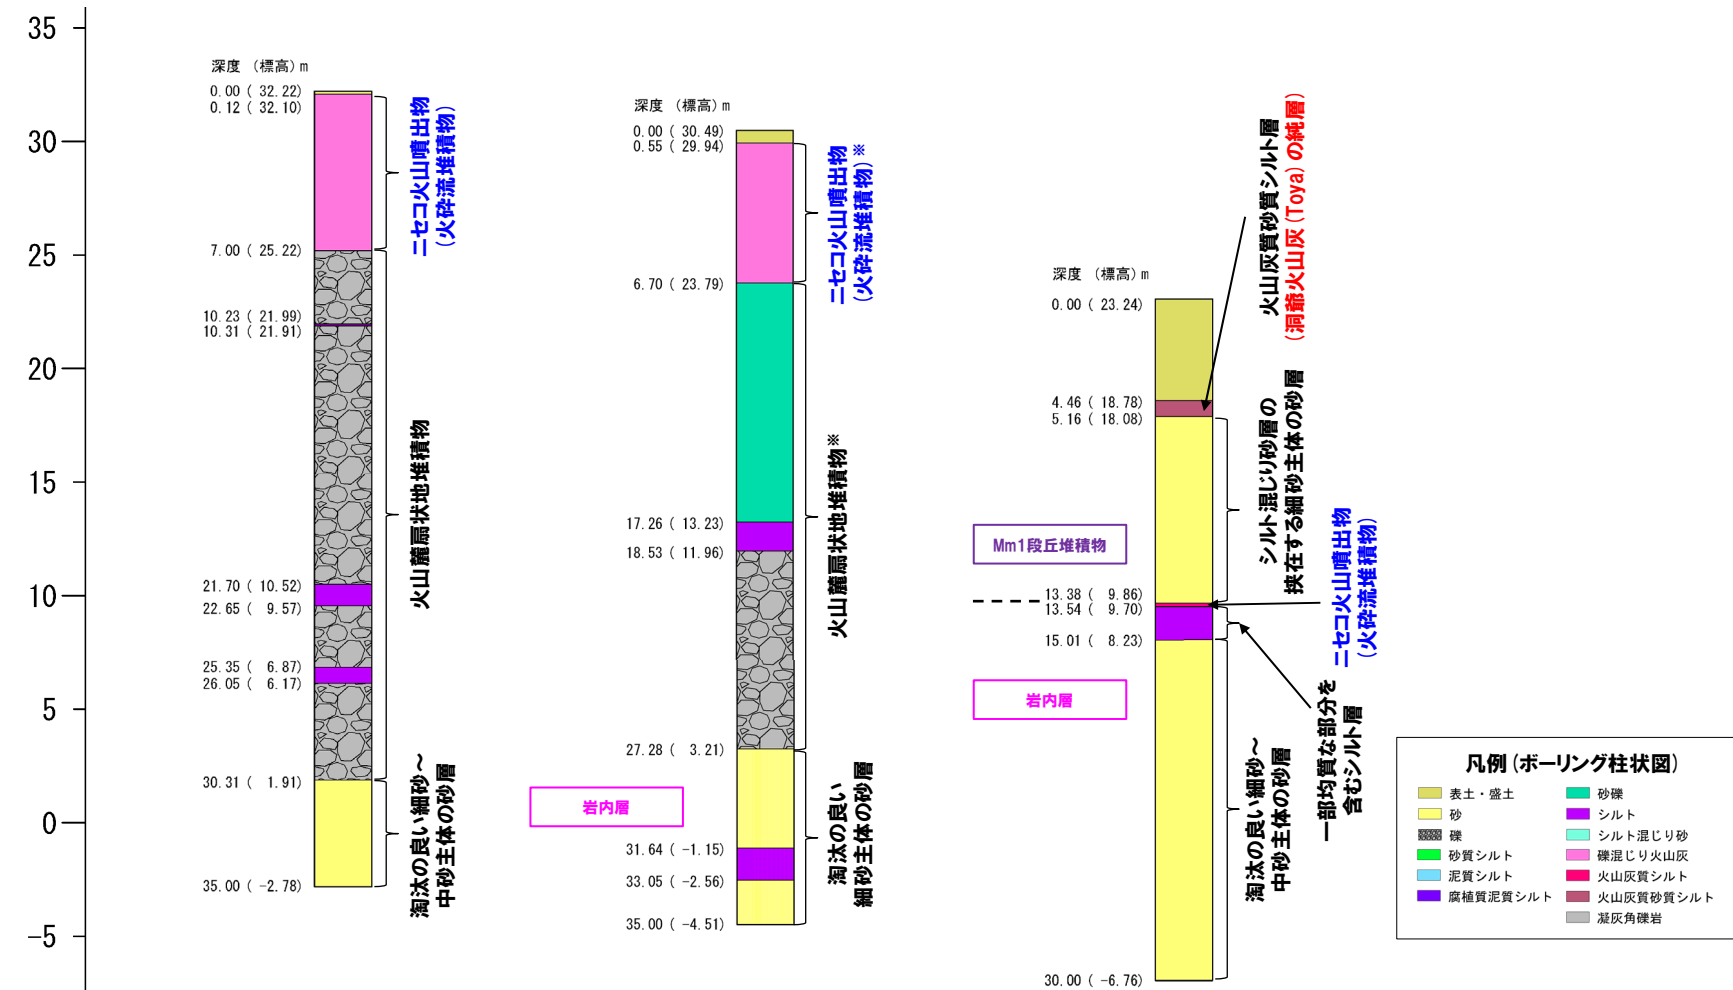 35
30
25
20
15
10
5
0
-5
深度 (標高) m
0.00 ( 32.22)
0.12 ( 32.10)
7.00 ( 25.22)
10.23 ( 21.99)
10.31 ( 21.91)
21.70 ( 10.52)
22.65 ( 9.57)
25.35 ( 6.87)
26.05 ( 6.17)
30.31 ( 1.91)
35.00 ( -2.78)
ニセコ火山噴出物
(火砕流堆積物)
火山麓扇状地堆積物
淘汰の良い細砂～
中砂主体の砂層
深度 (標高) m
0.00 ( 30.49)
0.55 ( 29.94)
6.70 ( 23.79)
17.26 ( 13.23)
18.53 ( 11.96)
27.28 ( 3.21)
31.64 ( -1.15)
33.05 ( -2.56)
35.00 ( -4.51)
ニセコ火山噴出物
(火砕流堆積物)※
火山麓扇状地堆積物※
岩内層
淘汰の良い
細砂主体の砂層
深度 (標高) m
0.00 ( 23.24)
4.46 ( 18.78)
5.16 ( 18.08)
13.38 ( 9.86)
13.54 ( 9.70)
15.01 ( 8.23)
30.00 ( -6.76)
火山灰質砂質シルト層
(洞爺火山灰(Toya)の純層)
シルト混じり砂層の
挟在する細砂主体の砂層
Mm1段丘堆積物
ニセコ火山噴出物
(火砕流堆積物)
岩内層
一部均質な部分を
含むシルト層
淘汰の良い細砂～
中砂主体の砂層
凡例(ボーリング柱状図)
表土・盛土
砂
礫
砂質シルト
泥質シルト
腐植質泥質シルト
砂礫
シルト
シルト混じり砂
礫混じり火山灰
火山灰質シルト
火山灰質砂質シルト
凝灰角礫岩